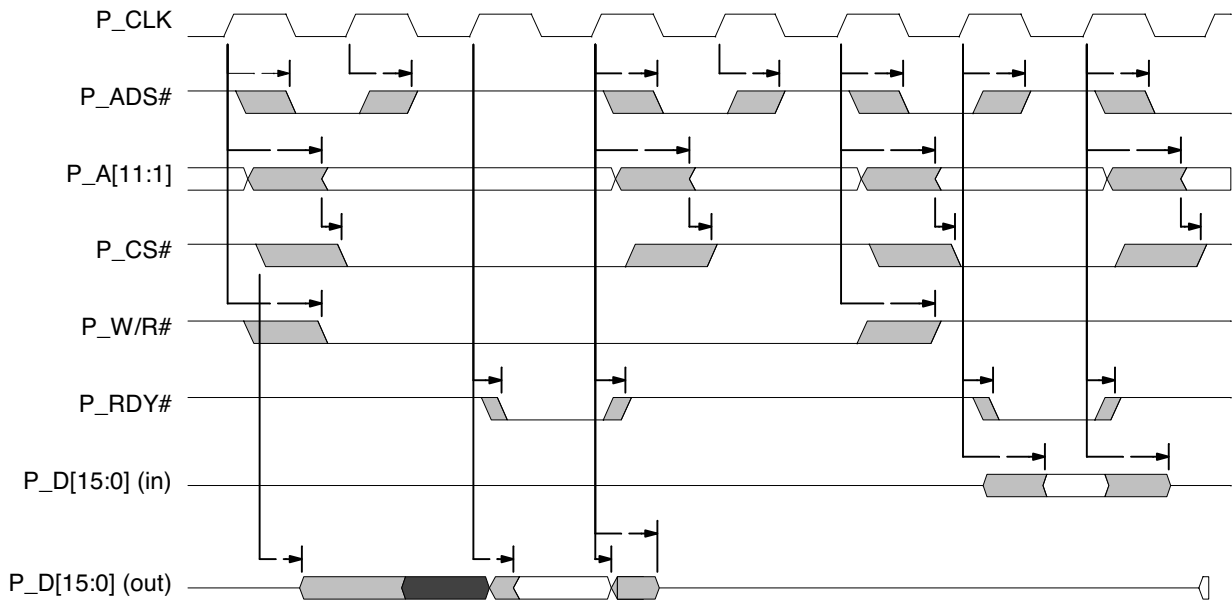 P_CLK
P_ADS#
P_A[11:1]
P_CS#
P_W/R#
P_RDY#
P_D[15:0] (in)
P_D[15:0] (out)